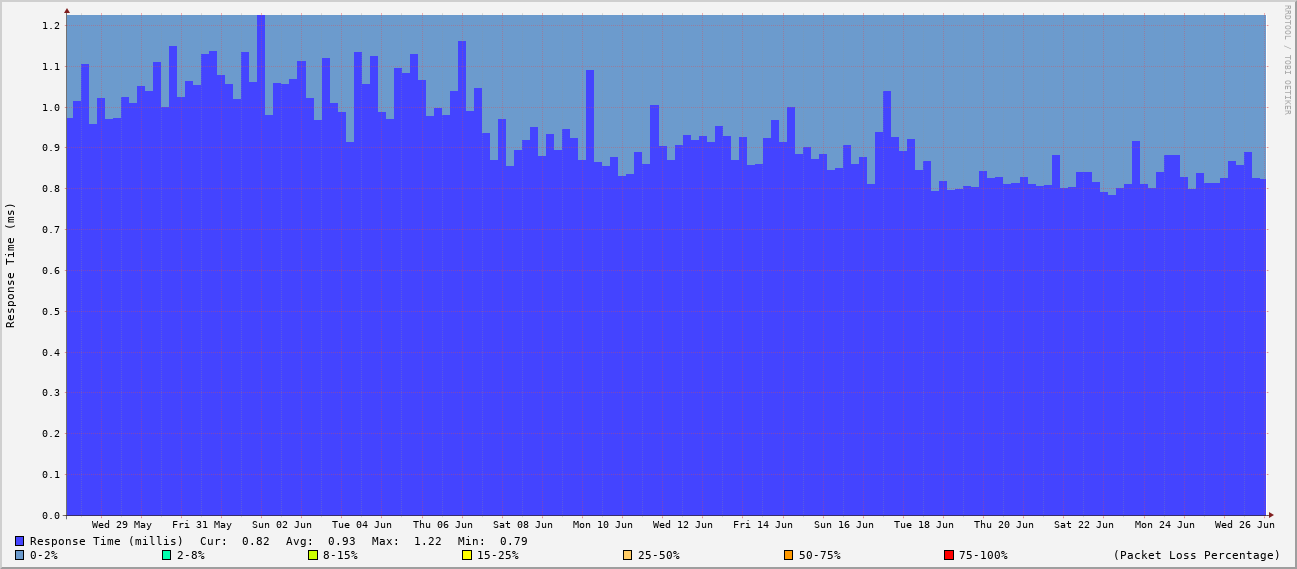 RRDTOOL / TOBI OETIKER
Response Time (ms)
1.2
1.1
1.0
0.9
0.8
0.7
0.6
0.5
0.4
0.3
0.2
0.1
0.0
Wed 29 May Fri 31 May Sun 02 Jun Tue 04 Jun Thu 06 Jun Sat 08 Jun Mon 10 Jun Wed 12 Jun Fri 14 Jun Sun 16 Jun Tue 18 Jun Thu 20 Jun Sat 22 Jun Mon 24 Jun Wed 26 Jun
Response Time (millis) Cur: 0.82 Avg: 0.93 Max: 1.22 Min: 0.79
0-2% 2-8% 8-15% 15-25% 25-50% 50-75% 75-100% (Packet Loss Percentage)